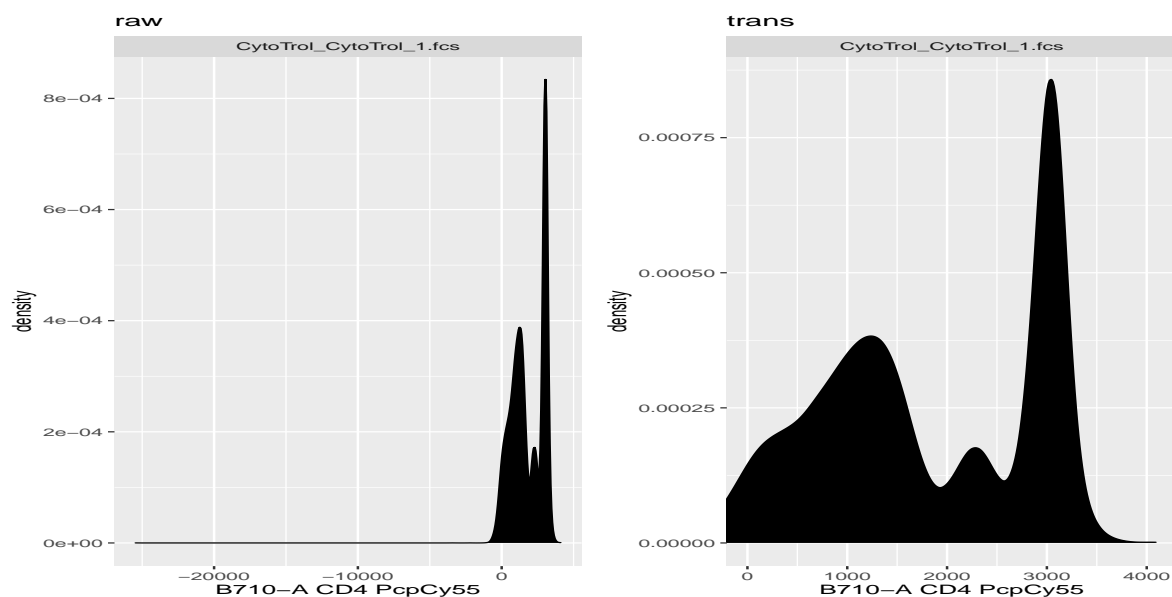 raw
CytoTrol_CytoTrol_1.fcs
8e−04
6e−04
4e−04
2e−04
0e+00
density
−20000
−10000
0
B710−A CD4 PcpCy55
trans
CytoTrol_CytoTrol_1.fcs
0.00075
0.00050
0.00025
0.00000
density
0
1000
2000
3000
4000
B710−A CD4 PcpCy55